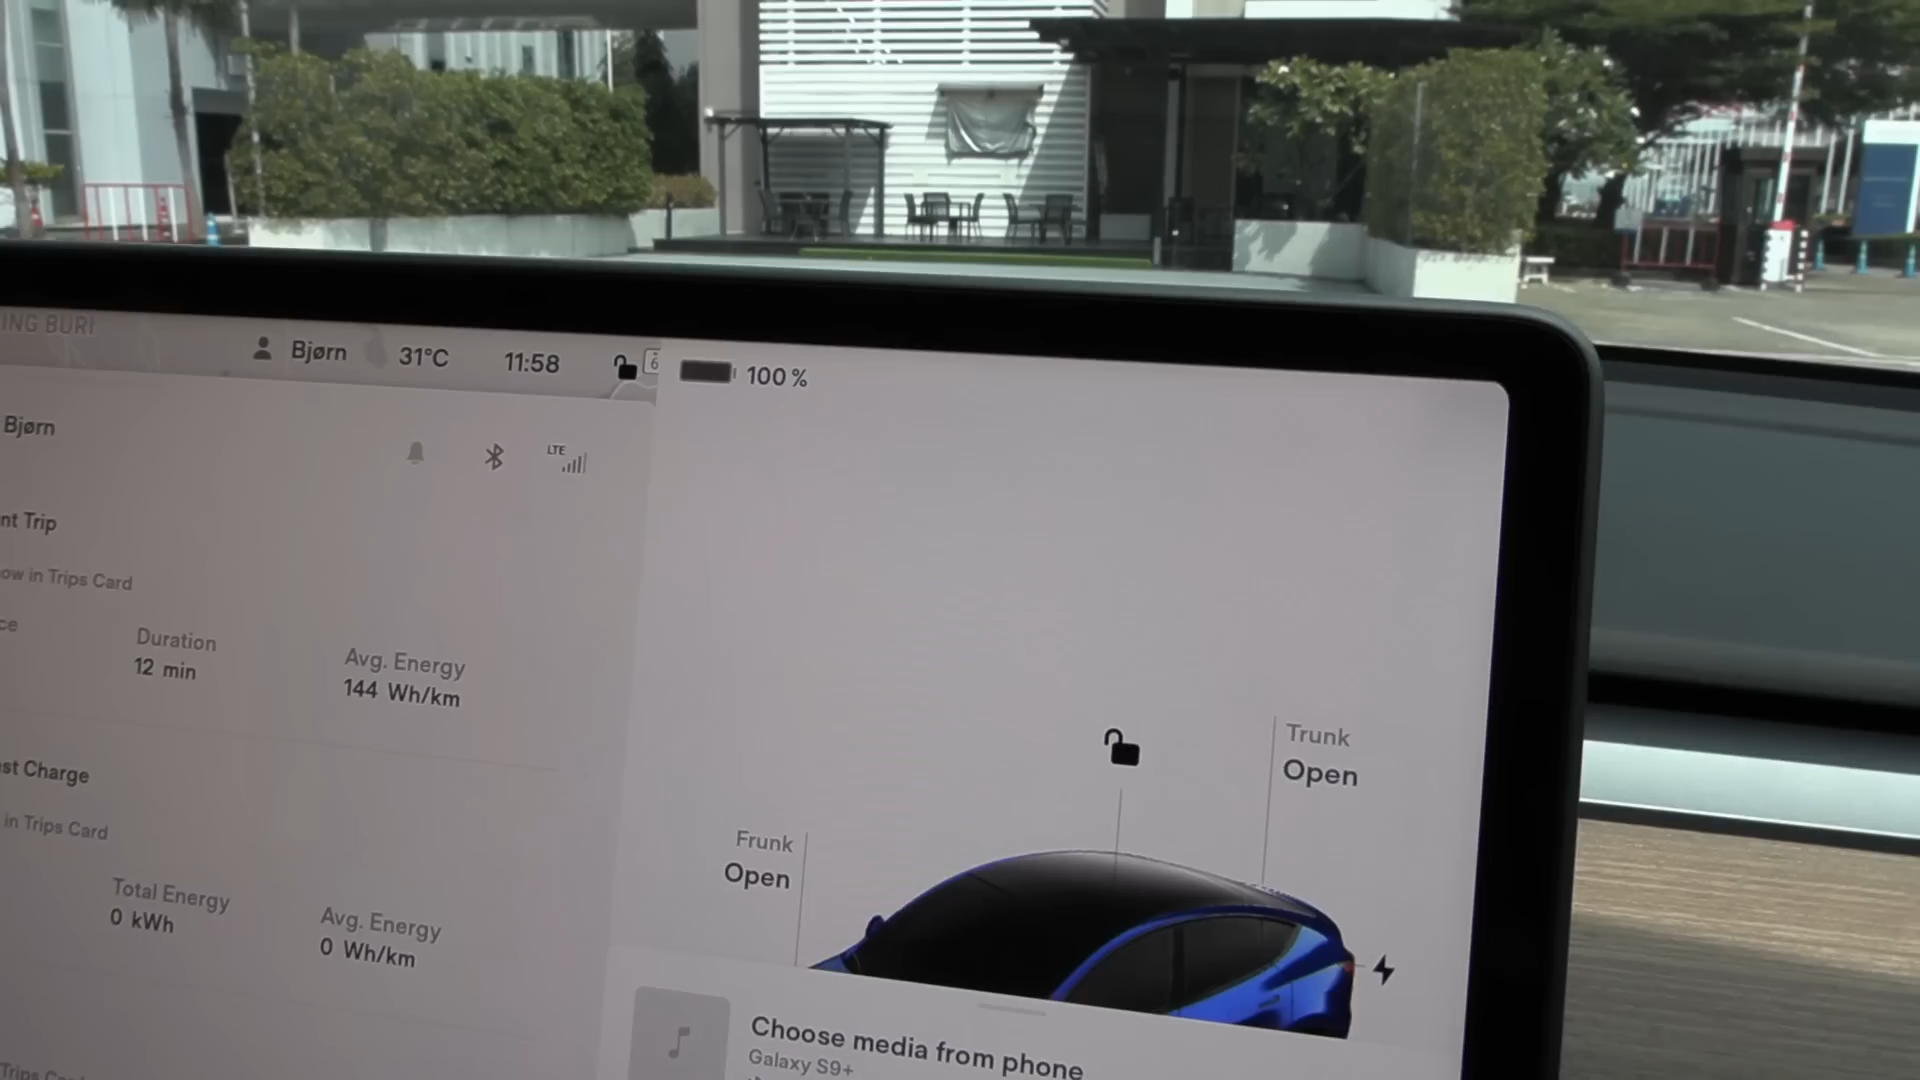 ING BURI
Bjørn
31°C
11:58
100 %
Bjørn
LTE
nt Trip
ow in Trips Card
ce
Duration
12 min
Avg. Energy
144 Wh/km
st Charge
in Trips Card
Total Energy
0 kWh
Avg. Energy
0 Wh/km
Trips
Trunk
Open
Frunk
Open
Choose media from phone
Galaxy S9+